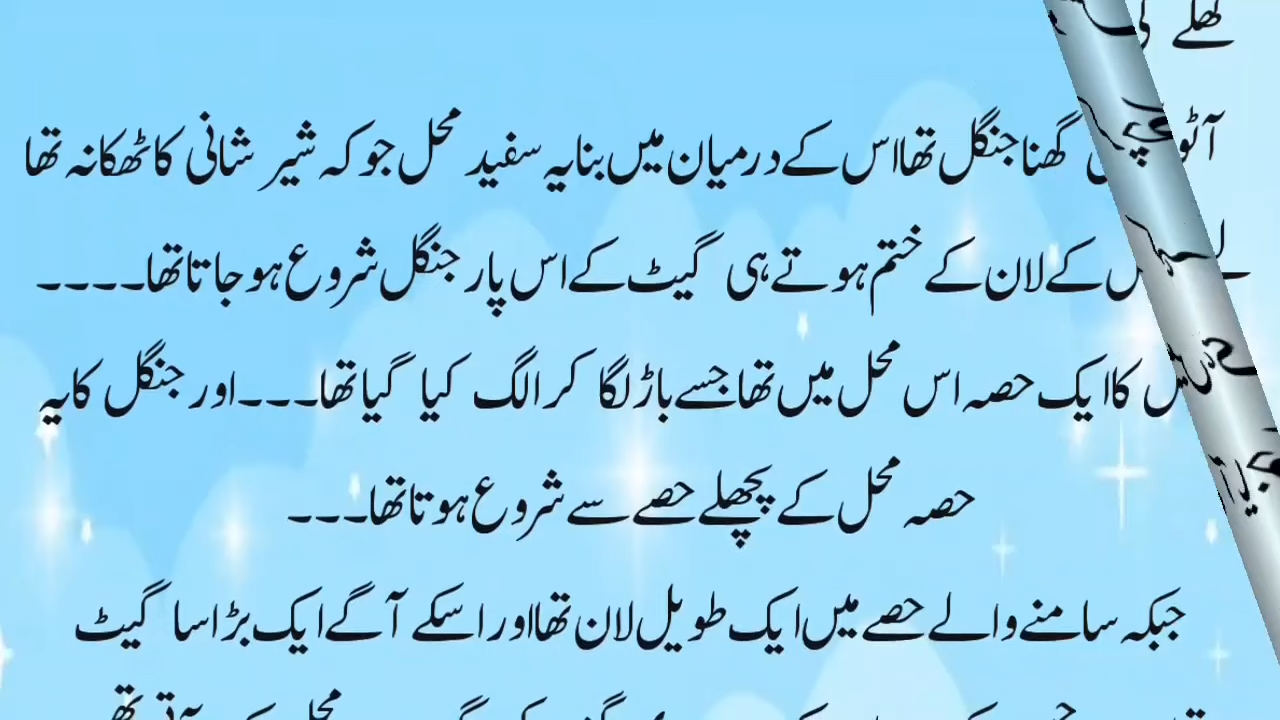 گھنا جنگل تھا اس کے درمیان میں بنا یہ سفید محل جو کہ شیر شانی کا ٹھکانہ تھا
کے لان کے ختم ہوتے ہی گیٹ کے اس پار جنگل شروع ہو جاتا تھا۔۔۔۔
کا ایک حصہ اس محل میں تھا جسے باڑ لگا کر الگ کیا گیا تھا۔۔۔ اور جنگل کا یہ
حصہ محل کے پچھلے حصے سے شروع ہوتا تھا۔۔۔
جبکہ سامنے والے حصے میں ایک طویل لان تھا اور اسکے آگے ایک بڑا سا گیٹ